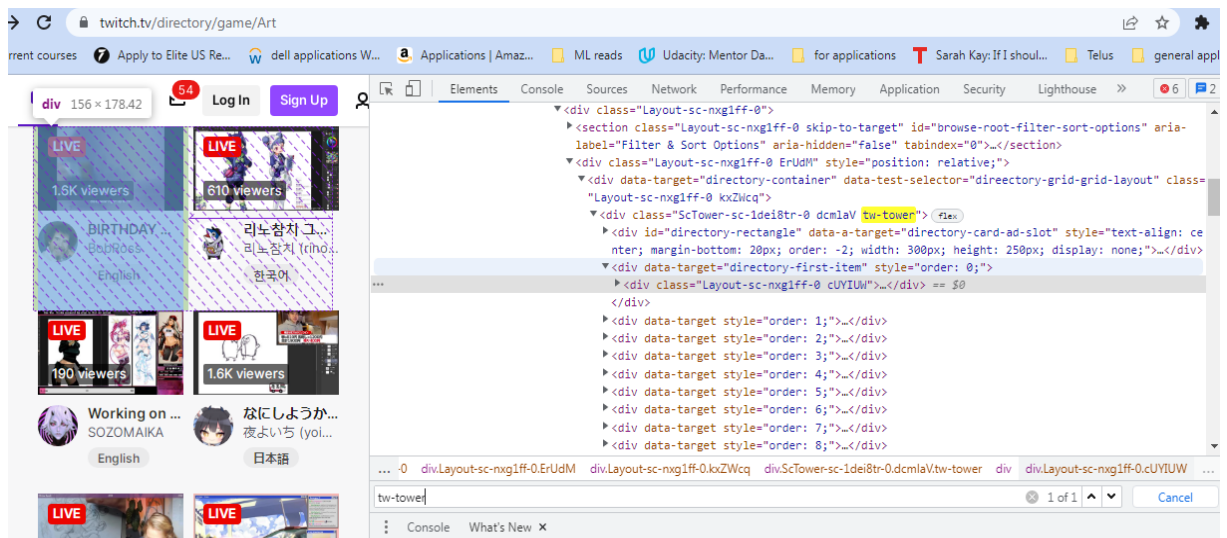 twitch.tv/directory/game/Art
rrent courses Apply to Elite US Re... dell applications W... Applications | Amaz... ML reads Udacity: Mentor Da... for applications Sarah Kay: If I shoul... Telus general appl
div 156 × 178.42
54
Log In
Sign Up
Elements Console Sources Network Performance Memory Application Security Lighthouse » 6 2
LIVE
1.6K viewers
BIRTHDAY ...
BobRoss
English
LIVE
610 viewers
리노참치 그...
리노참치 (rino...
한국어
LIVE
190 viewers
Working on ...
SOZOMAIKA
English
LIVE
1.6K viewers
なにしようか...
夜よいち (yoi...
日本語
LIVE
LIVE
<div class="Layout-sc-nxg1ff-0">
<section class="Layout-sc-nxg1ff-0 skip-to-target" id="browse-root-filter-sort-options" aria-
label="Filter & Sort Options" aria-hidden="false" tabindex="0">…</section>
<div class="Layout-sc-nxg1ff-0 ErUdM" style="position: relative;">
<div data-target="directory-container" data-test-selector="direectory-grid-grid-layout" class=
"Layout-sc-nxg1ff-0 kxZWcq">
<div class="ScTower-sc-1dei8tr-0 dcmlaV tw-tower"> flex
<div id="directory-rectangle" data-a-target="directory-card-ad-slot" style="text-align: ce
nter; margin-bottom: 20px; order: -2; width: 300px; height: 250px; display: none;">…</div>
<div data-target="directory-first-item" style="order: 0;">
<div class="Layout-sc-nxg1ff-0 cUYIUW">…</div> == $0
</div>
<div data-target style="order: 1;">…</div>
<div data-target style="order: 2;">…</div>
<div data-target style="order: 3;">…</div>
<div data-target style="order: 4;">…</div>
<div data-target style="order: 5;">…</div>
<div data-target style="order: 6;">…</div>
<div data-target style="order: 7;">…</div>
<div data-target style="order: 8;">…</div>
... -0 div.Layout-sc-nxg1ff-0.ErUdM div.Layout-sc-nxg1ff-0.kxZWcq div.ScTower-sc-1dei8tr-0.dcmlaV.tw-tower div div.Layout-sc-nxg1ff-0.cUYIUW ...
tw-tower 1 of 1 Cancel
Console What's New ×